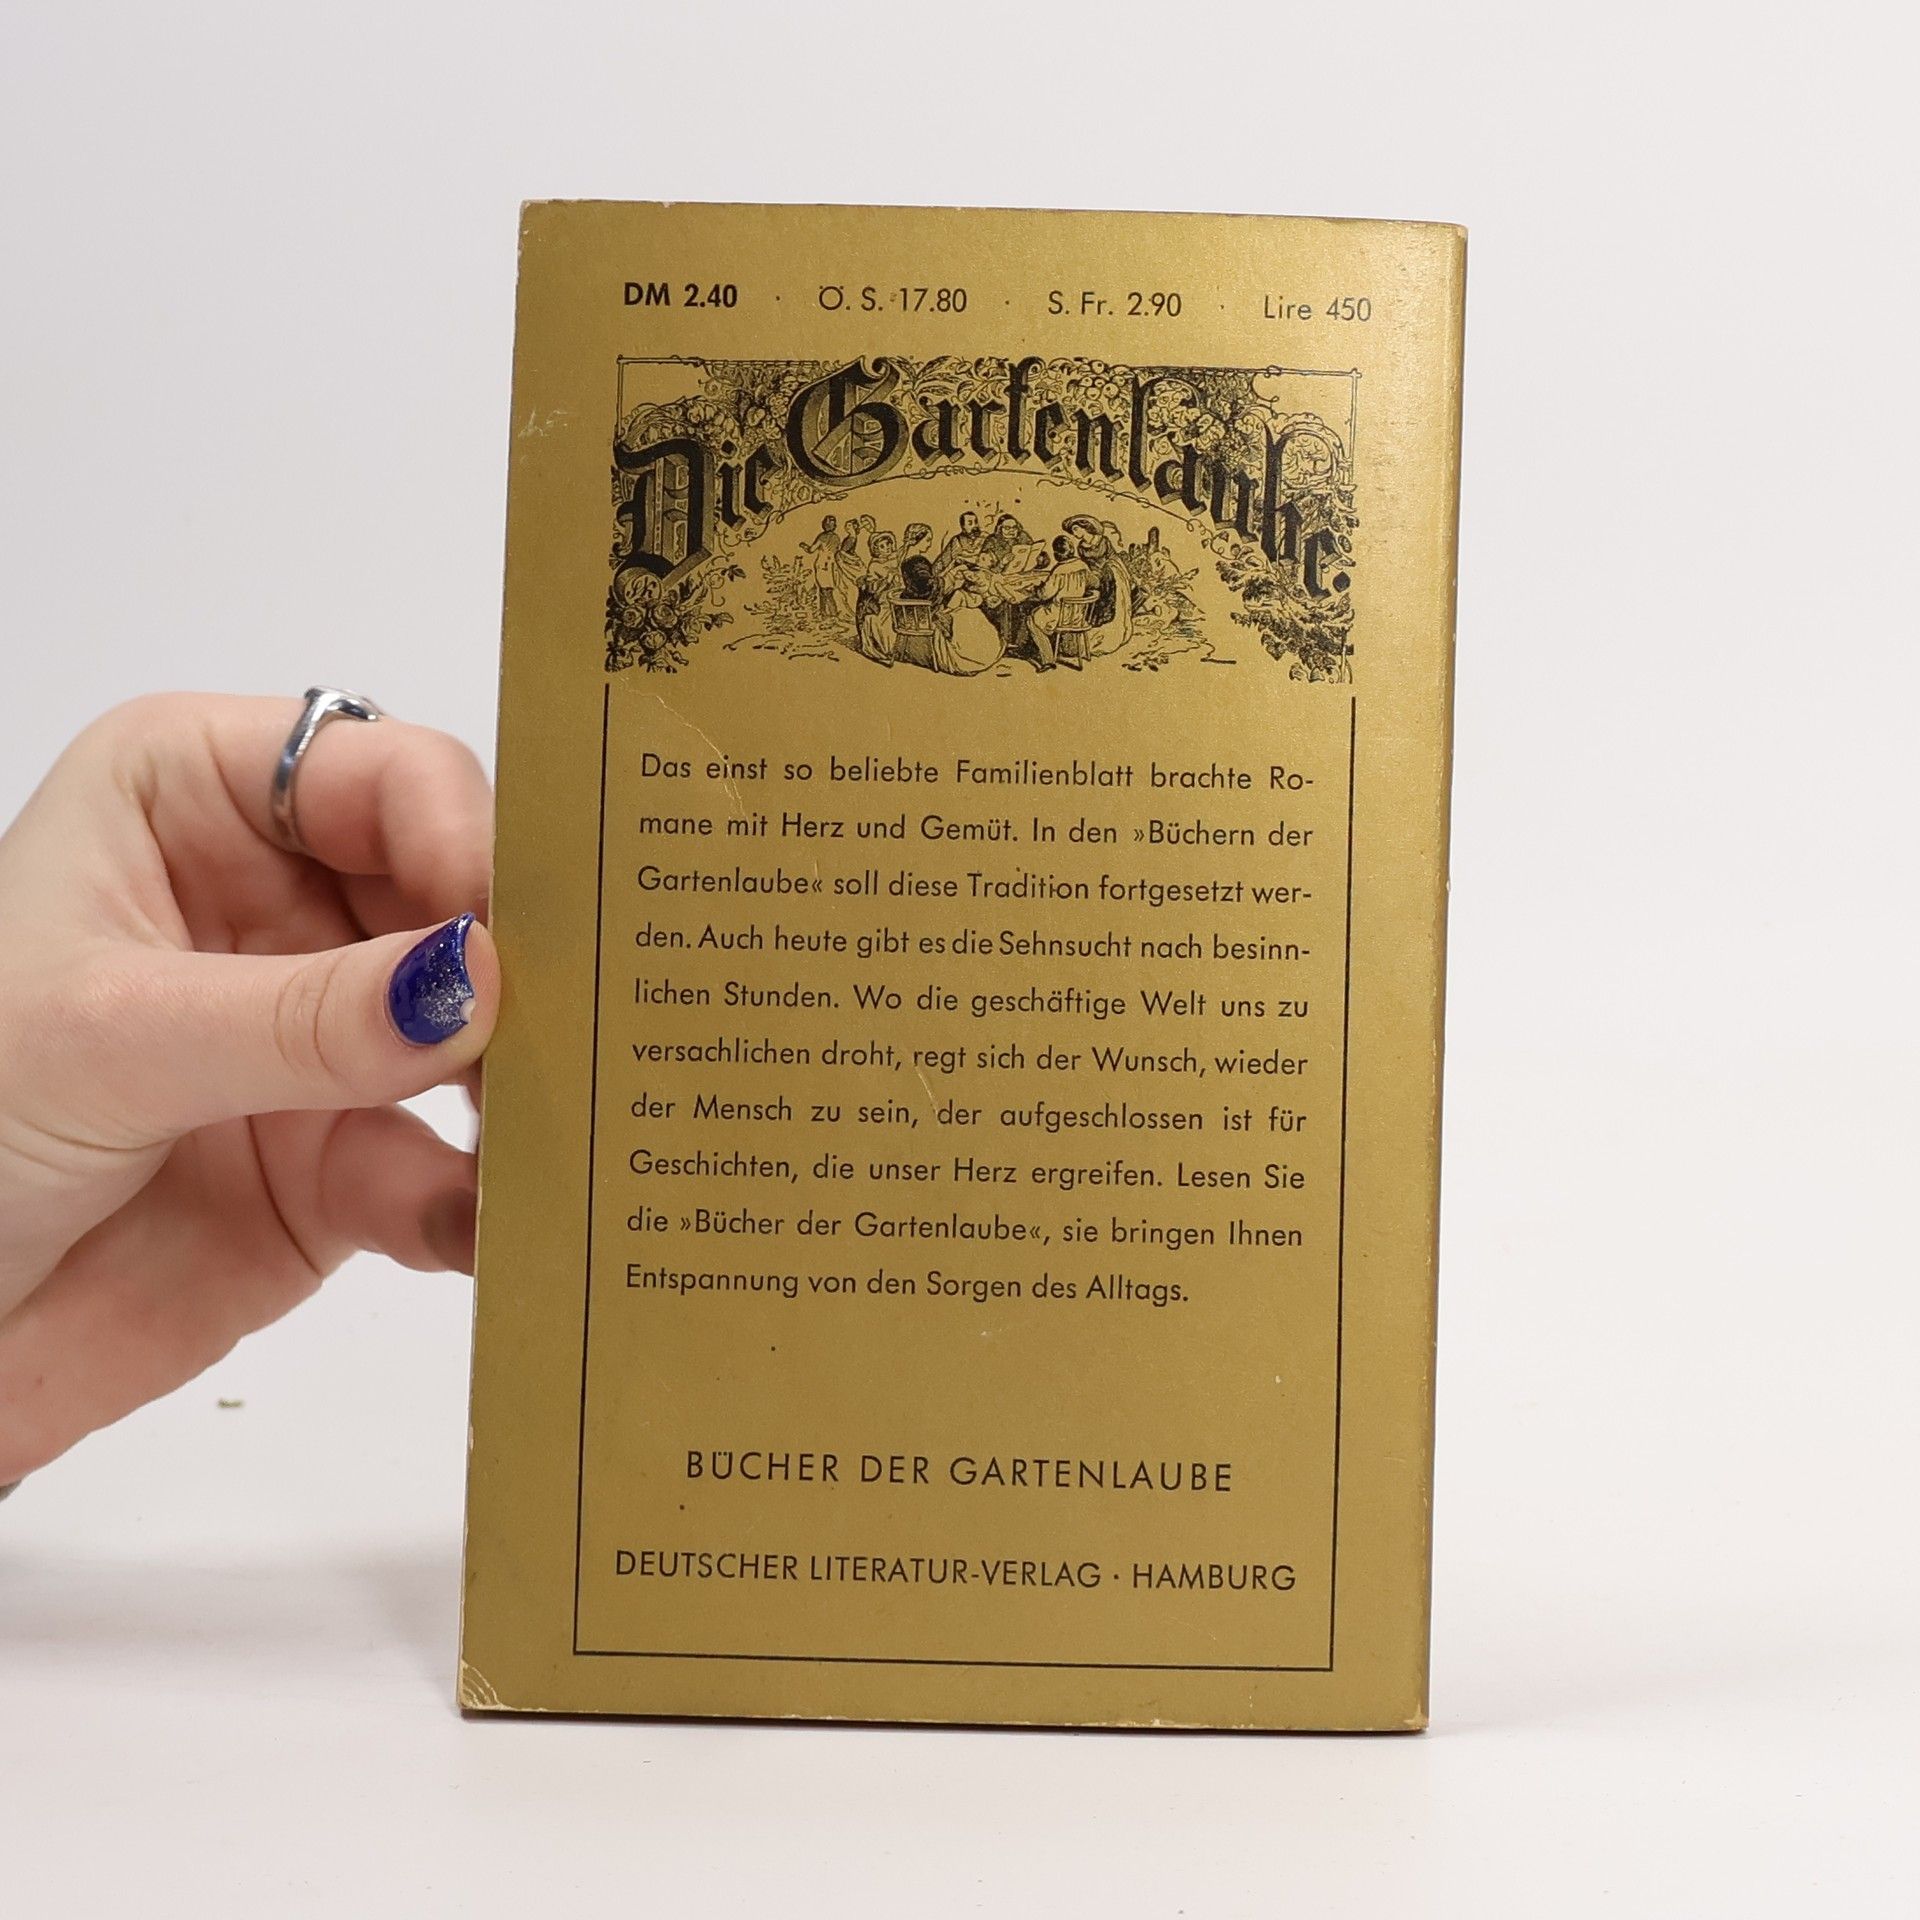 DM 2.40 · Ö. S. 17.80 · S. Fr. 2.90 · Lire 450
Die Gartenlaube.
Das einst so beliebte Familienblatt brachte Ro-
mane mit Herz und Gemüt. In den »Büchern der
Gartenlaube« soll diese Tradition fortgesetzt wer-
den. Auch heute gibt es die Sehnsucht nach besinn-
lichen Stunden. Wo die geschäftige Welt uns zu
versachlichen droht, regt sich der Wunsch, wieder
der Mensch zu sein, der aufgeschlossen ist für
Geschichten, die unser Herz ergreifen. Lesen Sie
die »Bücher der Gartenlaube«, sie bringen Ihnen
Entspannung von den Sorgen des Alltags.
BÜCHER DER GARTENLAUBE
DEUTSCHER LITERATUR-VERLAG · HAMBURG